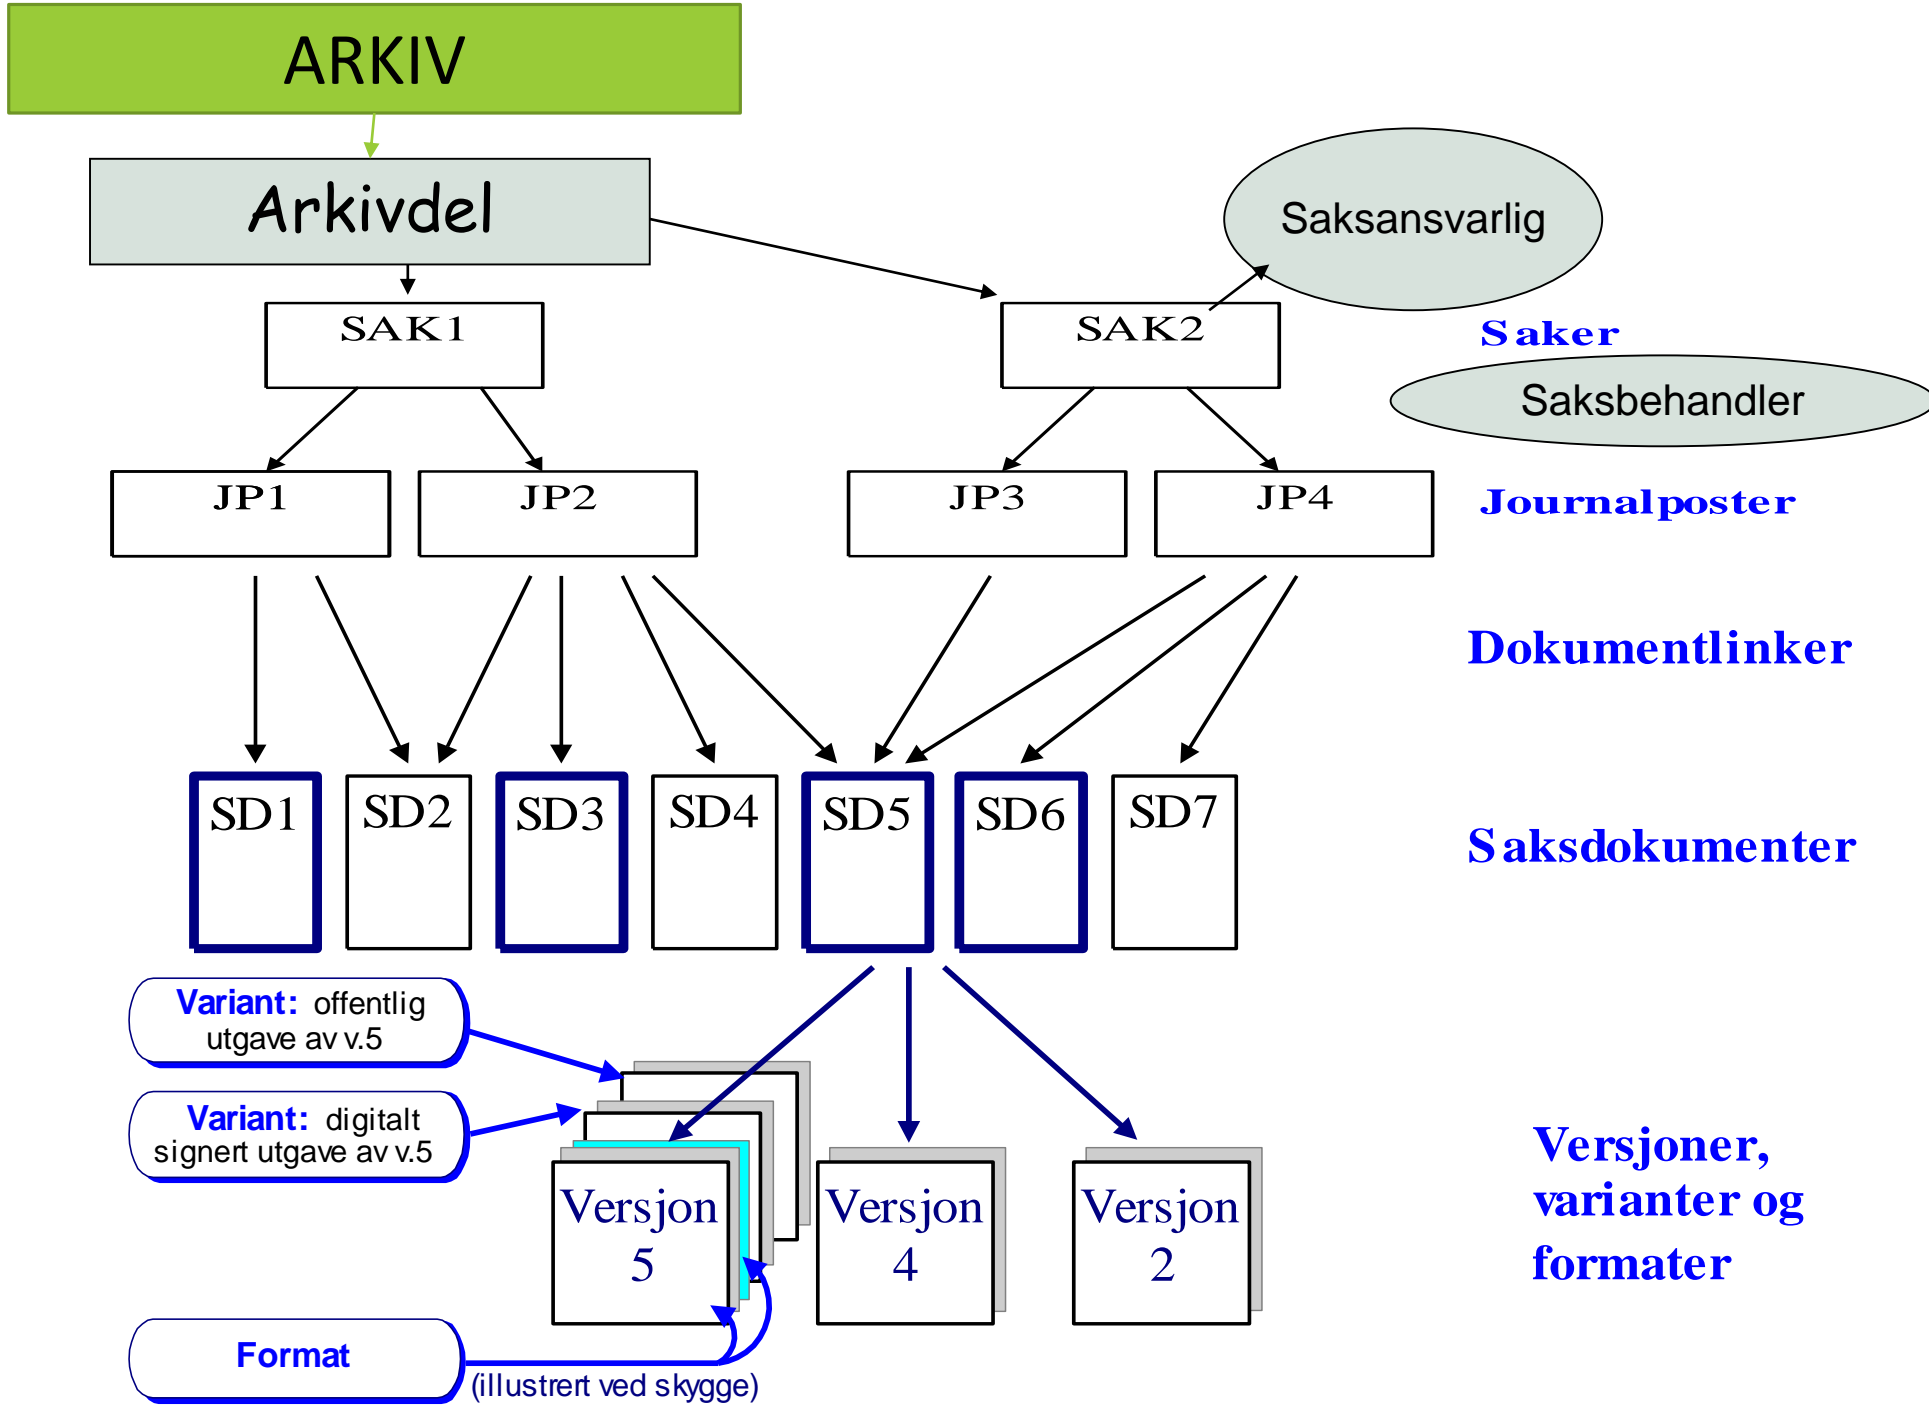 ARKIV
Arkivdel
Saksansvarlig
SAK1
SAK2
Saker
Saksbehandler
JP1
JP2
JP3
JP4
Journalposter
Dokumentlinker
SD1
SD2
SD3
SD4
SD5
SD6
SD7
Saksdokumenter
Variant: offentlig
utgave av v.5
Variant: digitalt
signert utgave av v.5
Versjon
5
Versjon
4
Versjon
2
Versjoner,
varianter og
formater
Format
(illustrert ved skygge)